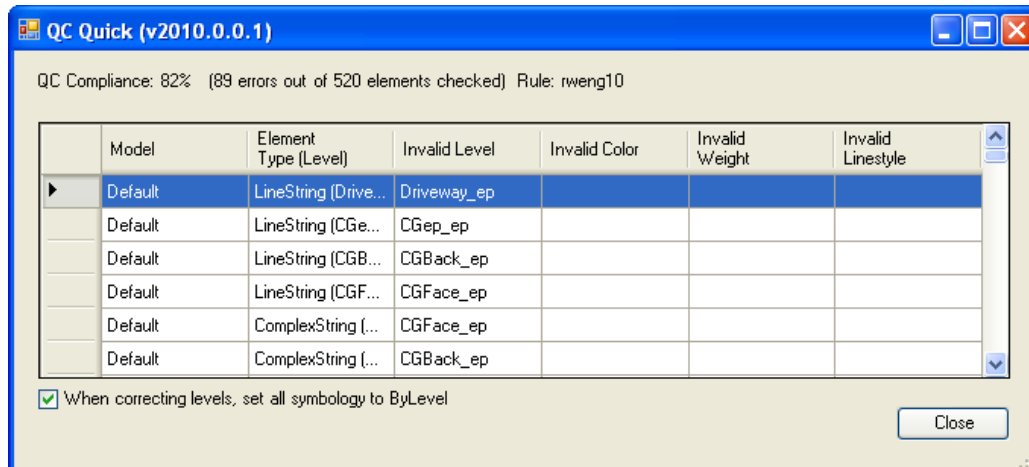 QC Quick (v2010.0.0.1)
QC Compliance: 82% (89 errors out of 520 elements checked) Rule: rweng10
Model Element Type (Level) Invalid Level Invalid Color Invalid Weight Invalid Linestyle
Default LineString (Drive... Driveway_ep
Default LineString (CGe... CGep_ep
Default LineString (CGB... CGBack_ep
Default LineString (CGF... CGFace_ep
Default ComplexString (... CGFace_ep
Default ComplexString (... CGBack_ep
When correcting levels, set all symbology to ByLevel
Close